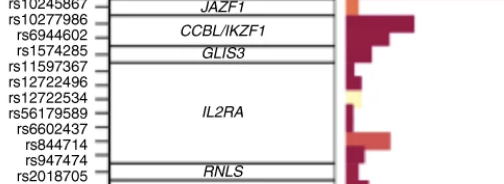 rs10245867
JAZF1
rs10277986
CCBL/IKZF1
rs6944602
rs1574285
GLIS3
rs11597367
rs12722496
rs12722534
rs56179589
IL2RA
rs6602437
rs844714
rs947474
RNLS
rs2018705